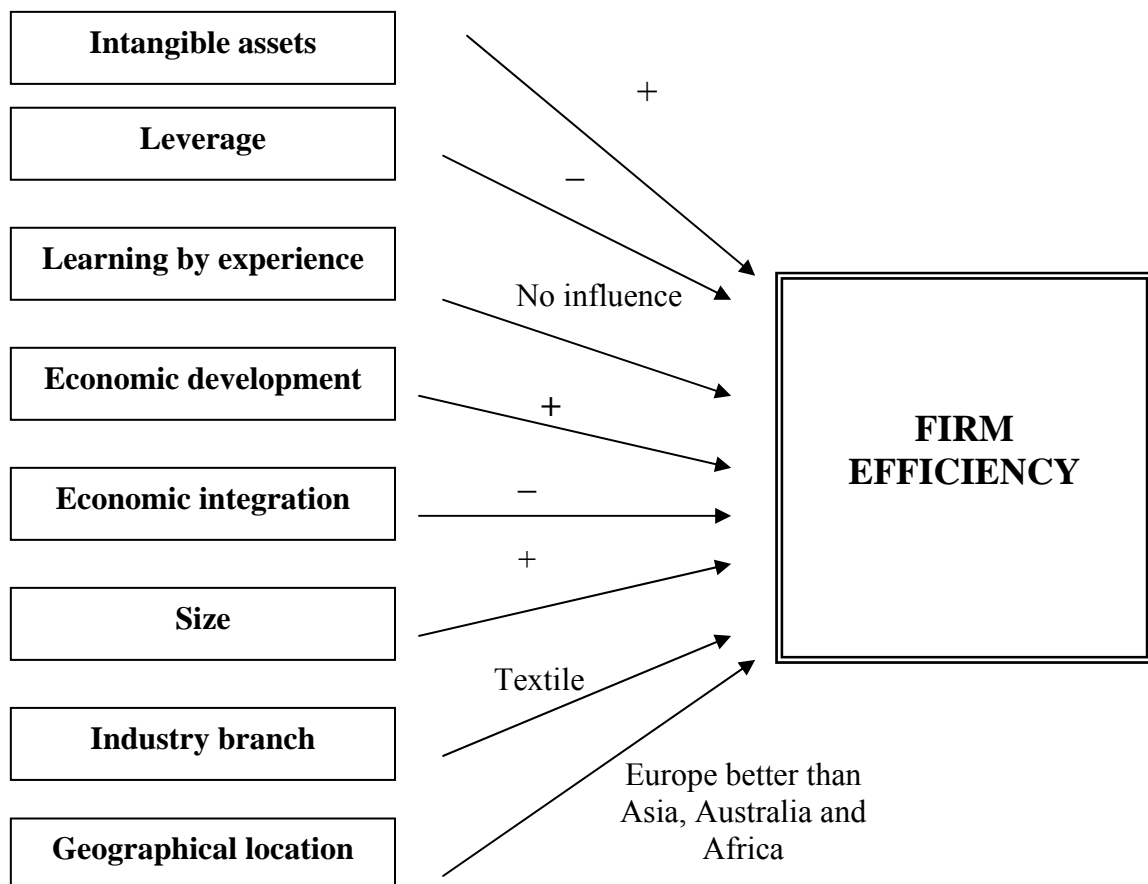 Intangible assets
+
Leverage
–
Learning by experience
No influence
Economic development
+
FIRM
EFFICIENCY
Economic integration
–
+
Size
Textile
Industry branch
Europe better than
Asia, Australia and
Africa
Geographical location